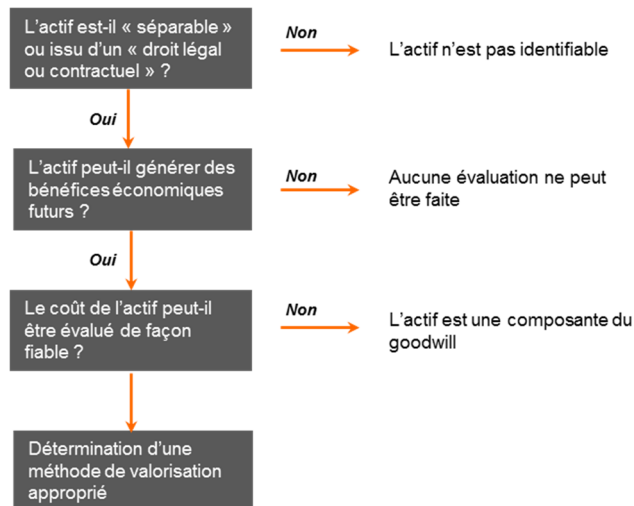 L'actif est-il « séparable »
ou issu d'un « droit légal
ou contractuel » ?
Non
L'actif n'est pas identifiable
Oui
L'actif peut-il générer des
bénéfices économiques
futurs ?
Non
Aucune évaluation ne peut
être faite
Oui
Le coût de l'actif peut-il
être évalué de façon
fiable ?
Non
L'actif est une composante du
goodwill
Détermination d'une
méthode de valorisation
approprié